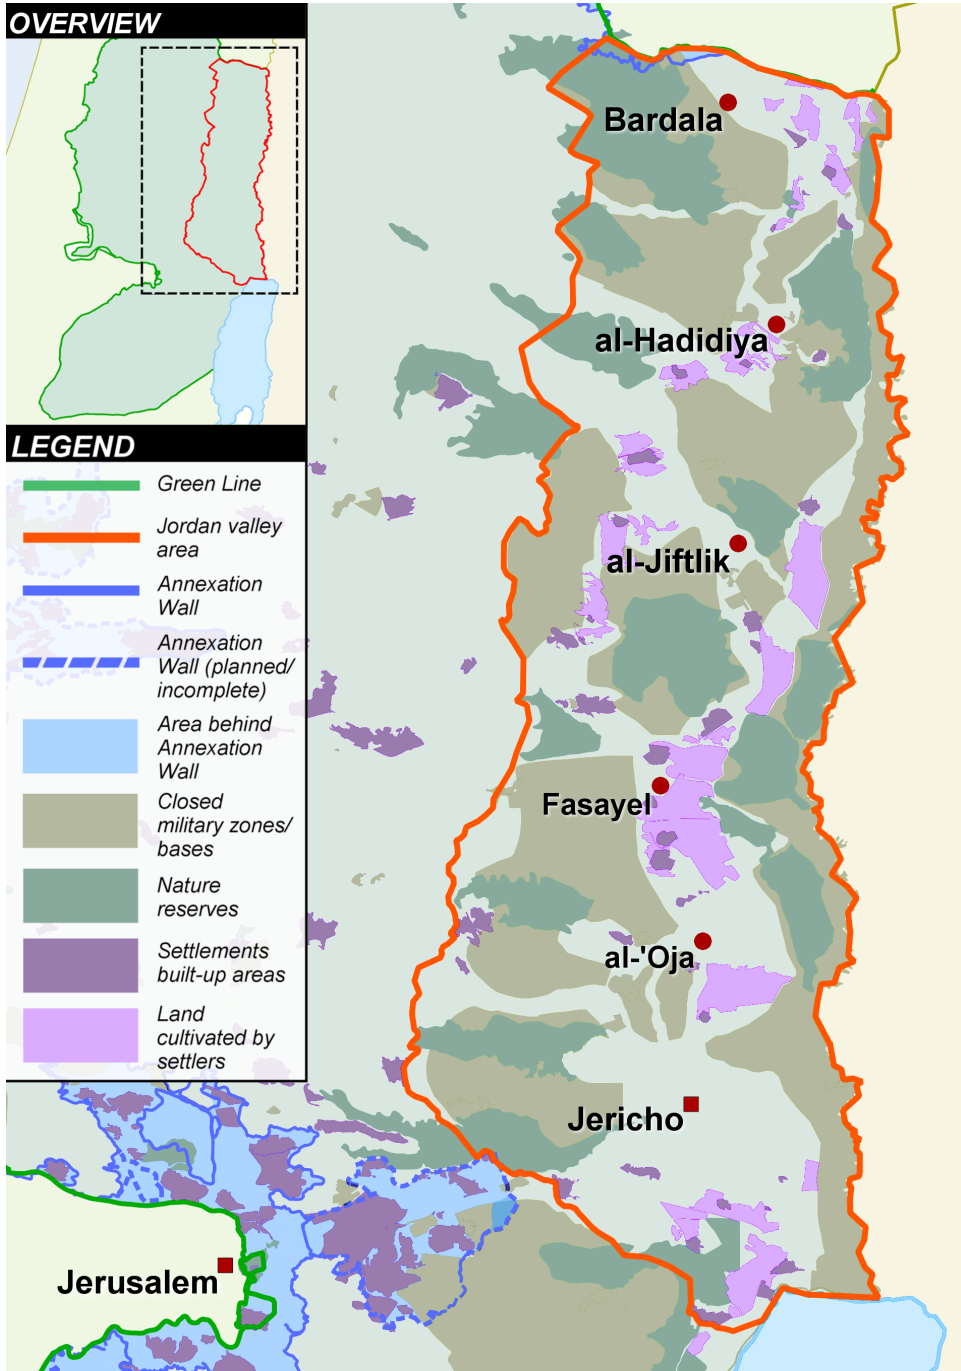 OVERVIEW
LEGEND
Green Line
Jordan valley
area
Annexation
Wall
Annexation
Wall (planned/
incomplete)
Area behind
Annexation
Wall
Closed
military zones/
bases
Nature
reserves
Settlements
built-up areas
Land
cultivated by
settlers
Bardala
al-Hadidiya
al-Jiftlik
Fasayel
al-'Oja
Jericho
Jerusalem